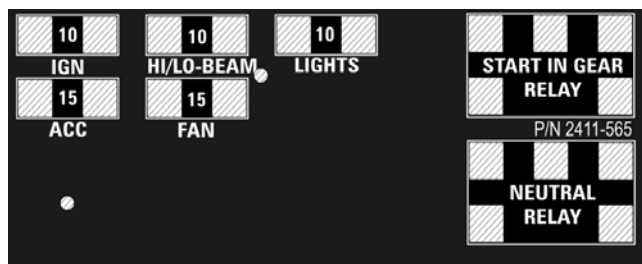 10 10 10
IGN HI/LO-BEAM LIGHTS
15 15
ACC FAN
START IN GEAR
RELAY
P/N 2411-565
NEUTRAL
RELAY